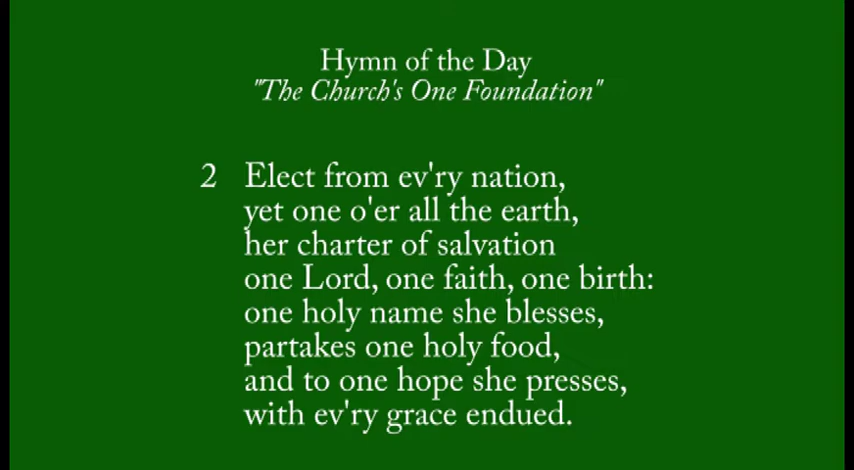 Hymn of the Day
"The Church's One Foundation"
2 Elect from ev'ry nation,
yet one o'er all the earth,
her charter of salvation
one Lord, one faith, one birth:
one holy name she blesses,
partakes one holy food,
and to one hope she presses,
with ev'ry grace endued.